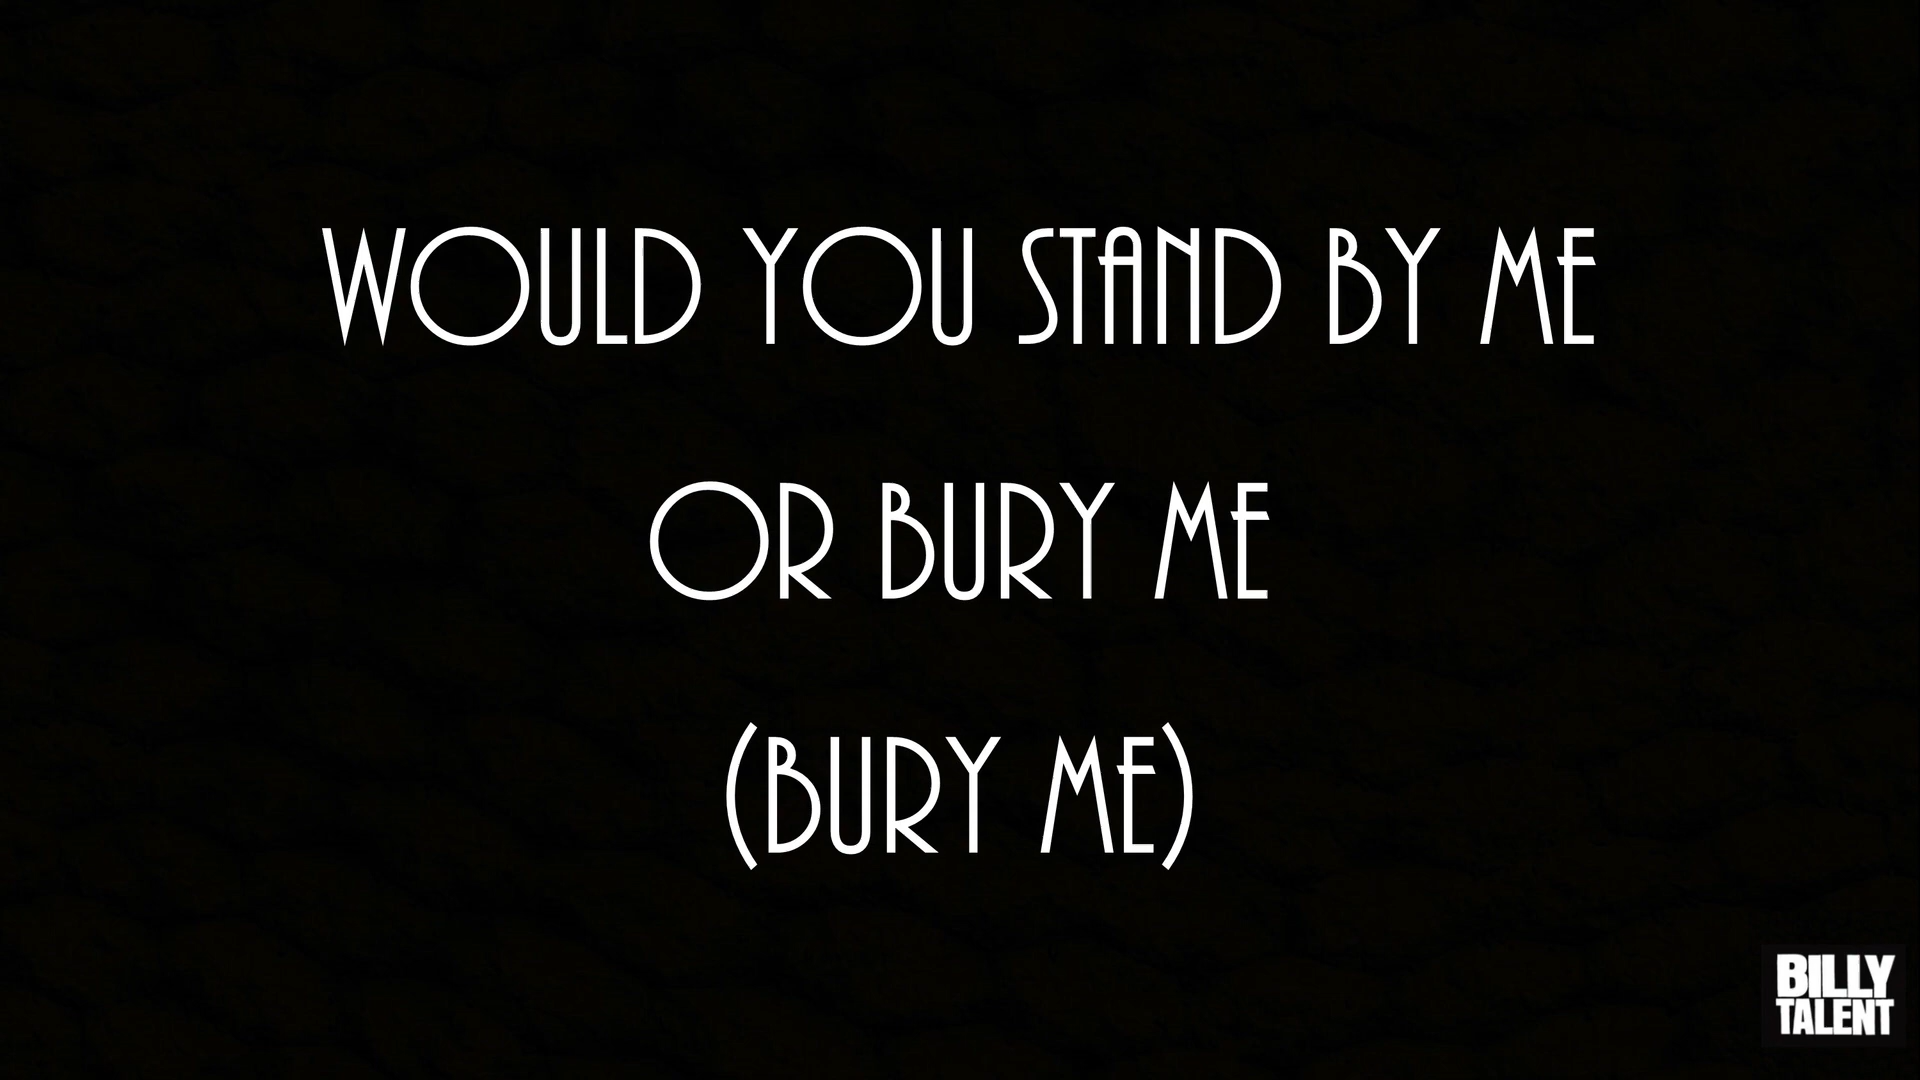 WOULD YOU STAND BY ME
OR BURY ME
(BURY ME)
BILLY
TALENT